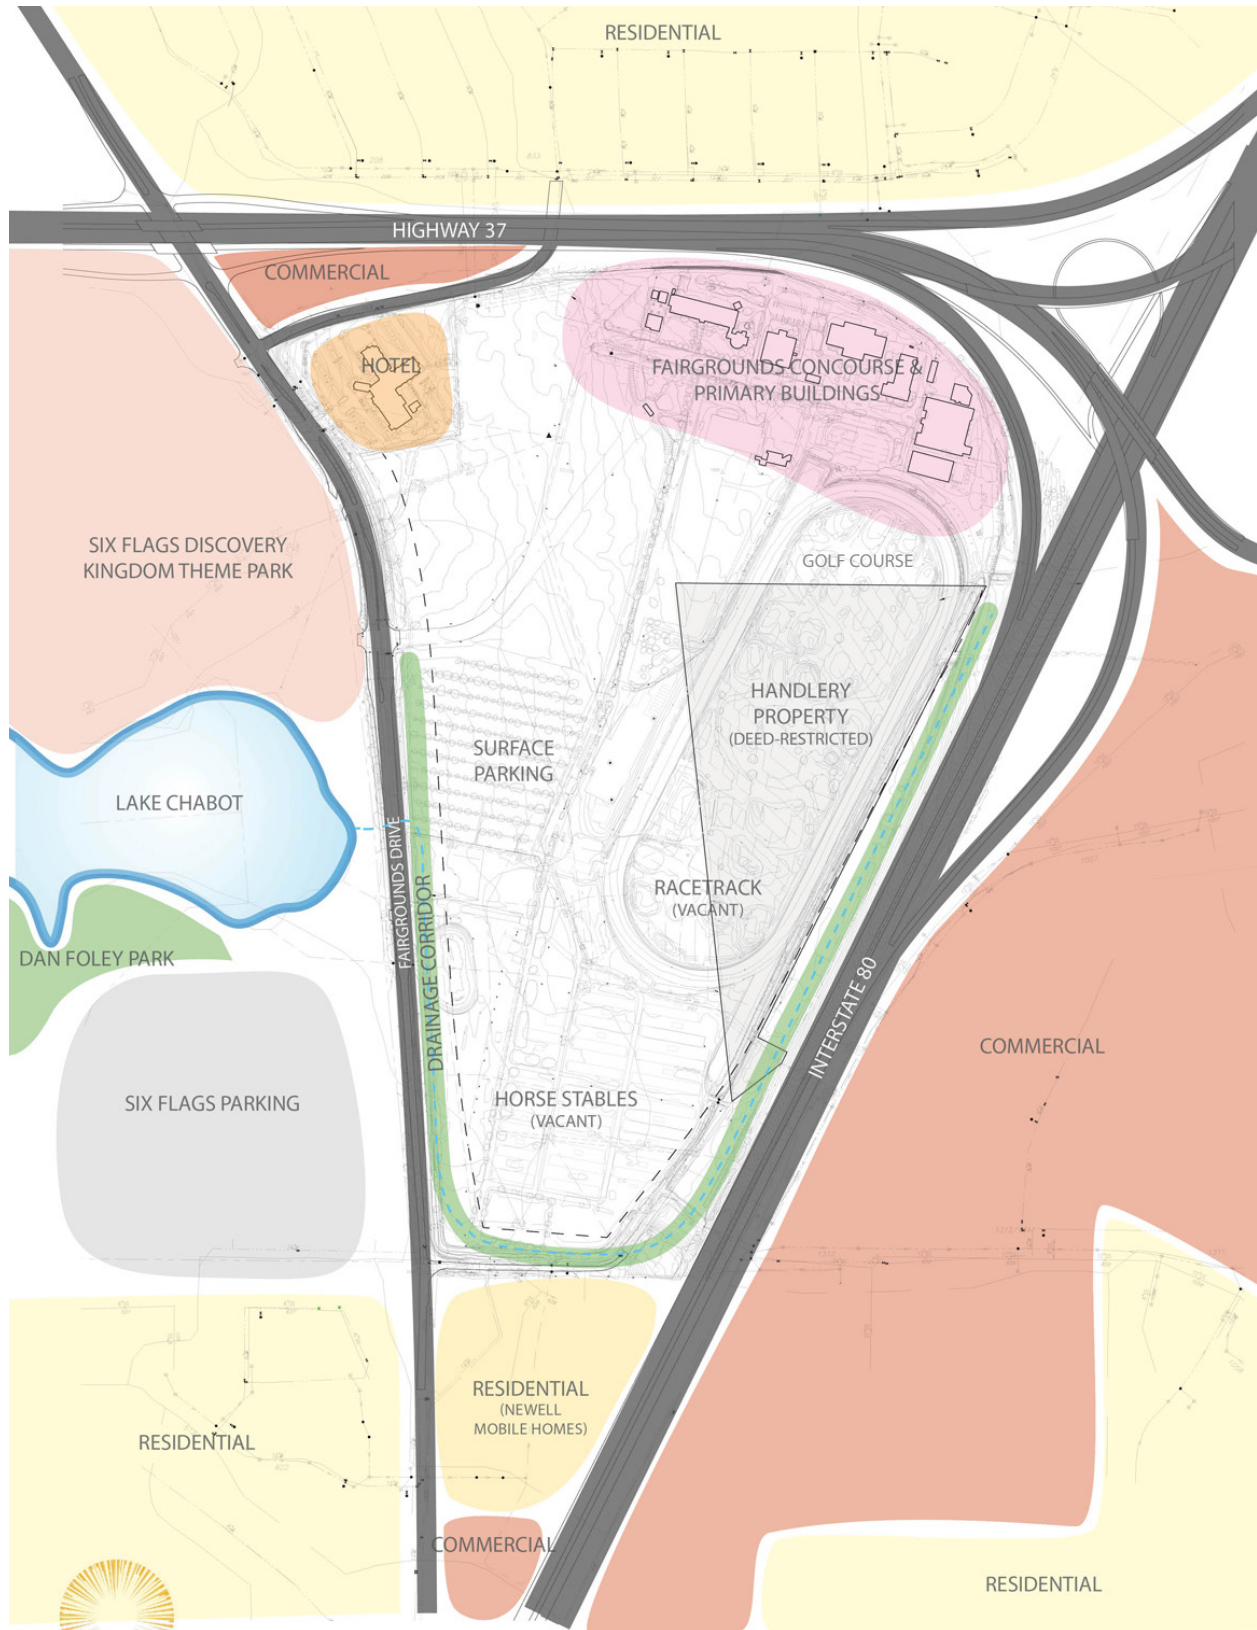 RESIDENTIAL
HIGHWAY 37
COMMERCIAL
HOTEL
FAIRGROUNDS CONCOURSE &
PRIMARY BUILDINGS
SIX FLAGS DISCOVERY
KINGDOM THEME PARK
GOLF COURSE
HANDLERY
PROPERTY
(DEED-RESTRICTED)
SURFACE
PARKING
LAKE CHABOT
FAIRGROUNDS DRIVE
DRAINAGE CORRIDOR
RACETRACK
(VACANT)
DAN FOLEY PARK
INTERSTATE 80
COMMERCIAL
SIX FLAGS PARKING
HORSE STABLES
(VACANT)
RESIDENTIAL
(NEWELL
MOBILE HOMES)
RESIDENTIAL
COMMERCIAL
RESIDENTIAL